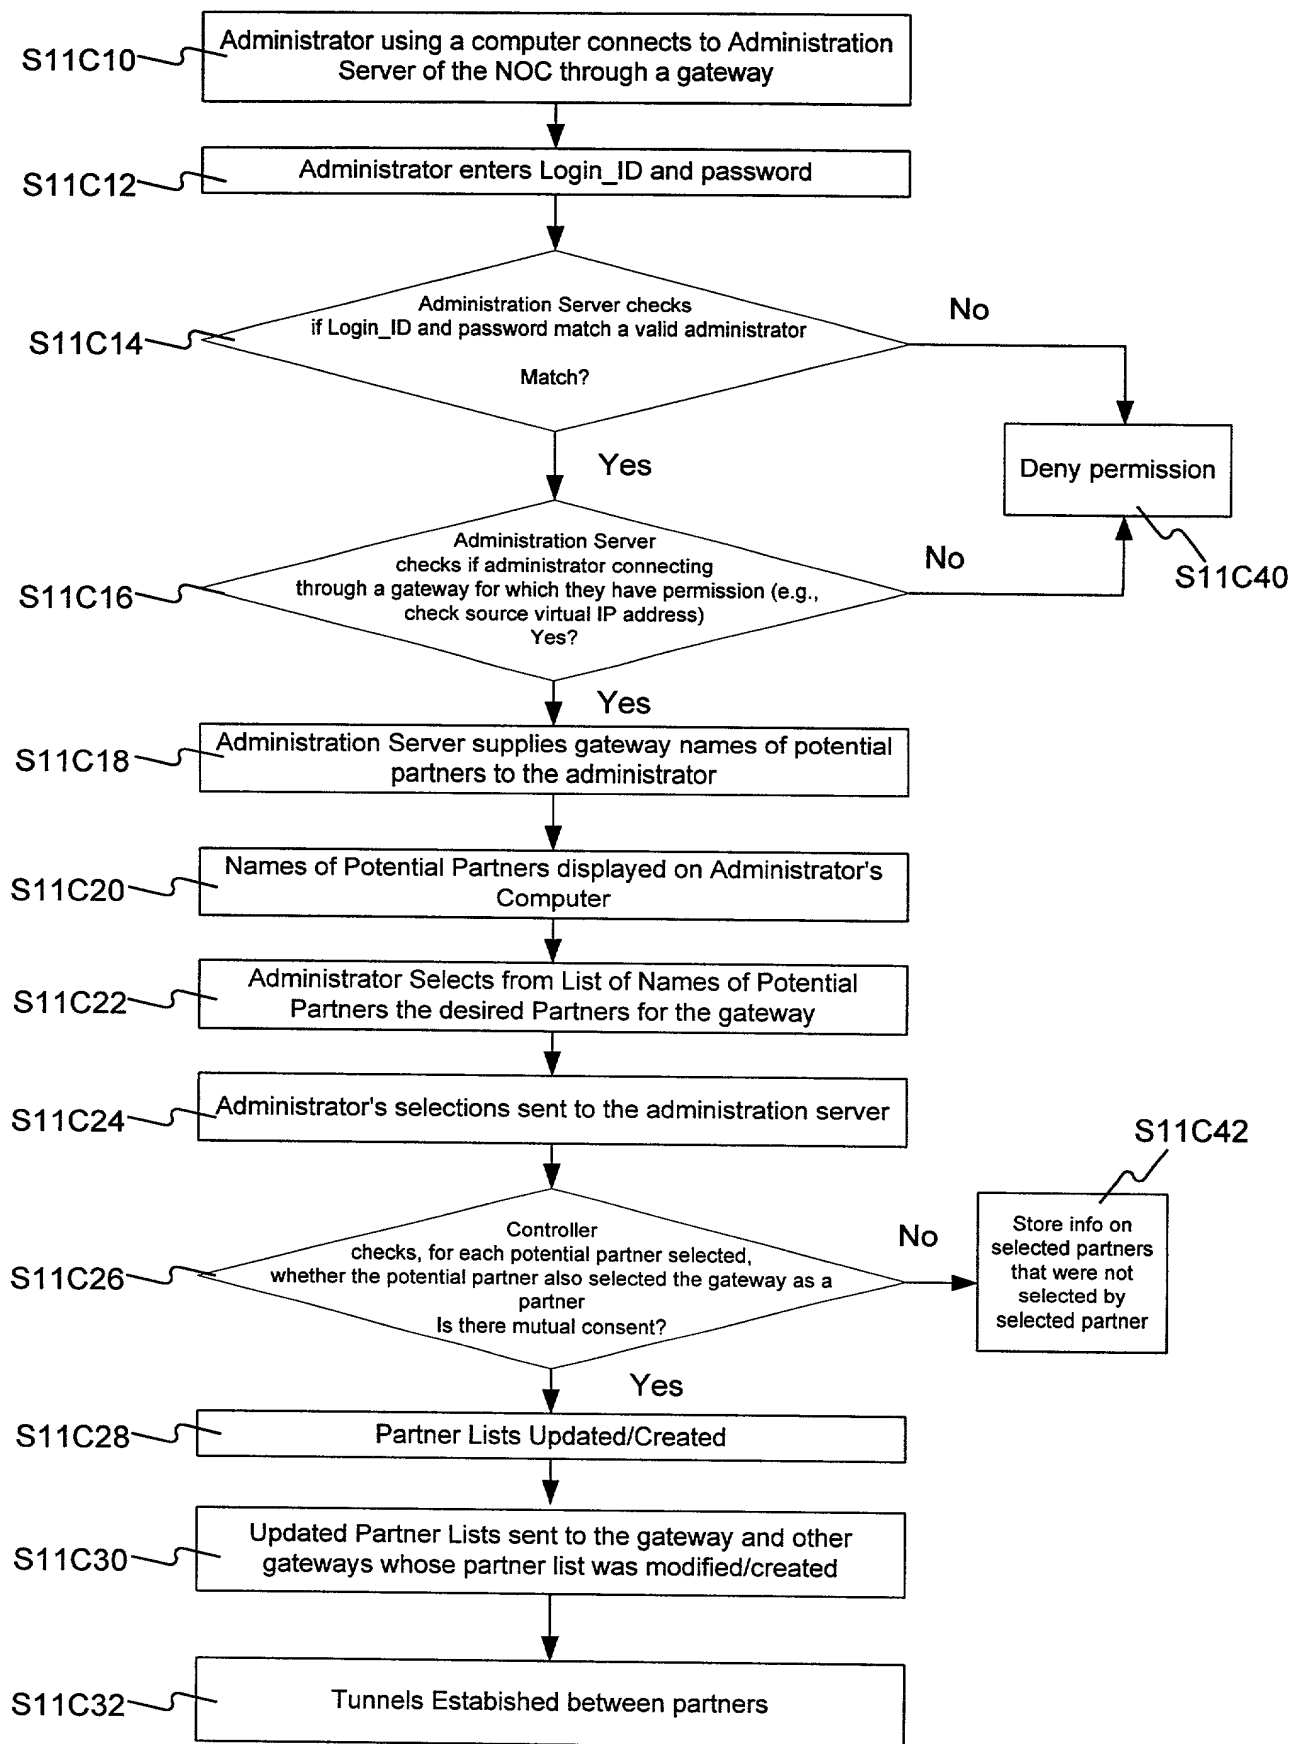 Administrator using a computer connects to Administration
Server of the NOC through a gateway
S11C10
Administrator enters Login_ID and password
S11C12
Administration Server checks
if Login_ID and password match a valid administrator
Match?
No
S11C14
Yes
Deny permission
S11C40
Administration Server
checks if administrator connecting
through a gateway for which they have permission (e.g.,
check source virtual IP address)
Yes?
No
S11C16
Yes
Administration Server supplies gateway names of potential
partners to the administrator
S11C18
Names of Potential Partners displayed on Administrator's
Computer
S11C20
Administrator Selects from List of Names of Potential
Partners the desired Partners for the gateway
S11C22
Administrator's selections sent to the administration server
S11C24
S11C42
Controller
checks, for each potential partner selected,
whether the potential partner also selected the gateway as a
partner
Is there mutual consent?
No
S11C26
Store info on
selected partners
that were not
selected by
selected partner
Yes
Partner Lists Updated/Created
S11C28
Updated Partner Lists sent to the gateway and other
gateways whose partner list was modified/created
S11C30
Tunnels Estabished between partners
S11C32